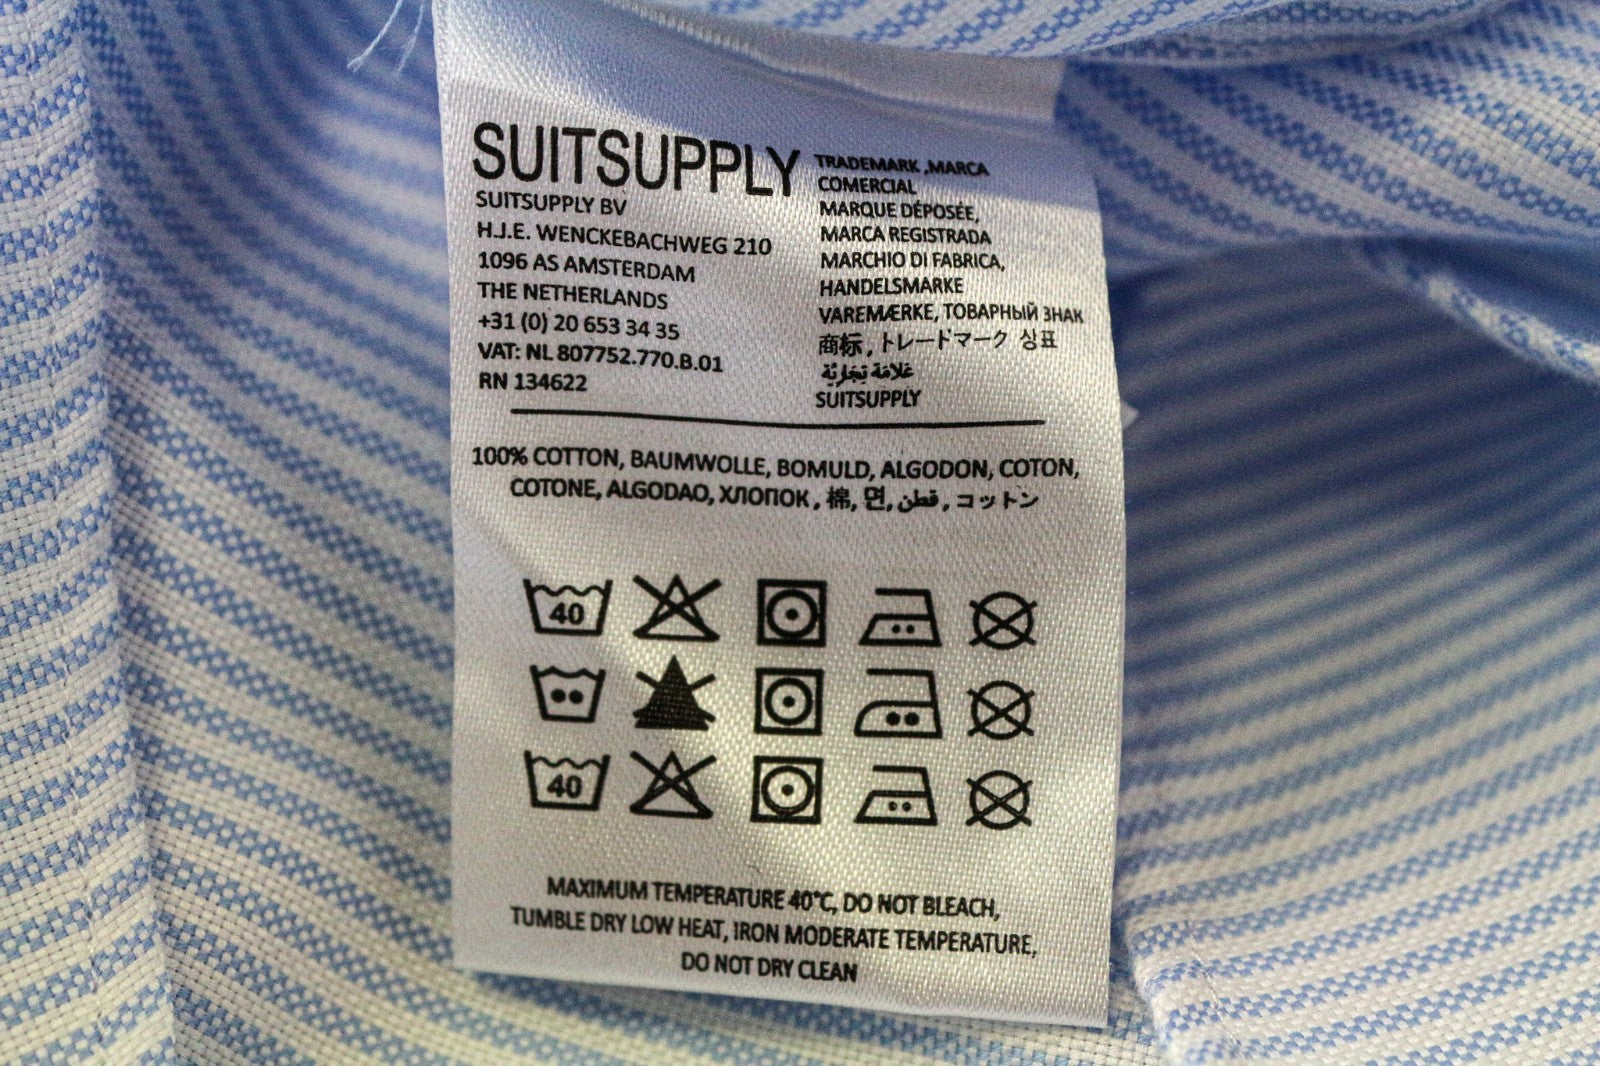 SUITSUPPLY
SUITSUPPLY BV
H.J.E. WENCKEBACHWEG 210
1096 AS AMSTERDAM
THE NETHERLANDS
+31 (0) 20 653 34 35
VAT: NL 807752.770.B.01
RN 134622
TRADEMARK ,MARCA
COMERCIAL
MARQUE DÉPOSÉE,
MARCA REGISTRADA
MARCHIO DI FABRICA,
HANDELSMARKE
VAREMÆRKE, ТОВАРНЫЙ ЗНАК
商标, トレードマーク 상표
علامة تجارية
SUITSUPPLY
100% COTTON, BAUMWOLLE, BOMULD, ALGODON, COTON,
COTONE, ALGODAO, ХЛОПОК, 棉, 면, قطن, コットン
40
40
MAXIMUM TEMPERATURE 40°C, DO NOT BLEACH,
TUMBLE DRY LOW HEAT, IRON MODERATE TEMPERATURE,
DO NOT DRY CLEAN